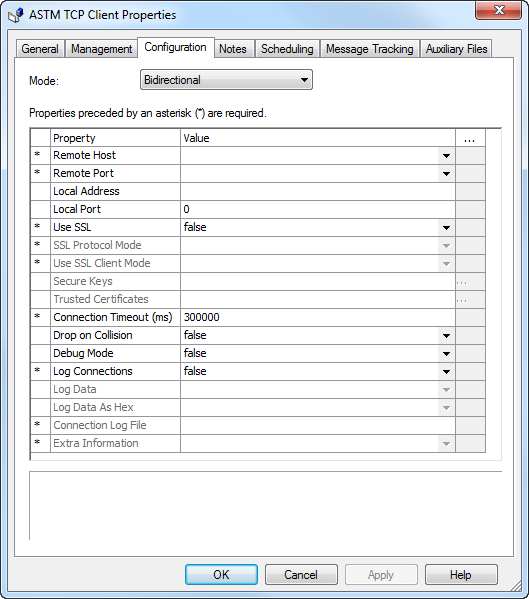 ASTM TCP Client Properties
General Management Configuration Notes Scheduling Message Tracking Auxiliary Files
Mode: Bidirectional
Properties preceded by an asterisk (*) are required.
Property Value ...
* Remote Host
* Remote Port
Local Address
Local Port 0
* Use SSL false
* SSL Protocol Mode
* Use SSL Client Mode
Secure Keys ...
Trusted Certificates ...
* Connection Timeout (ms) 300000
Drop on Collision false
Debug Mode false
* Log Connections false
Log Data
Log Data As Hex
* Connection Log File
* Extra Information
OK Cancel Apply Help